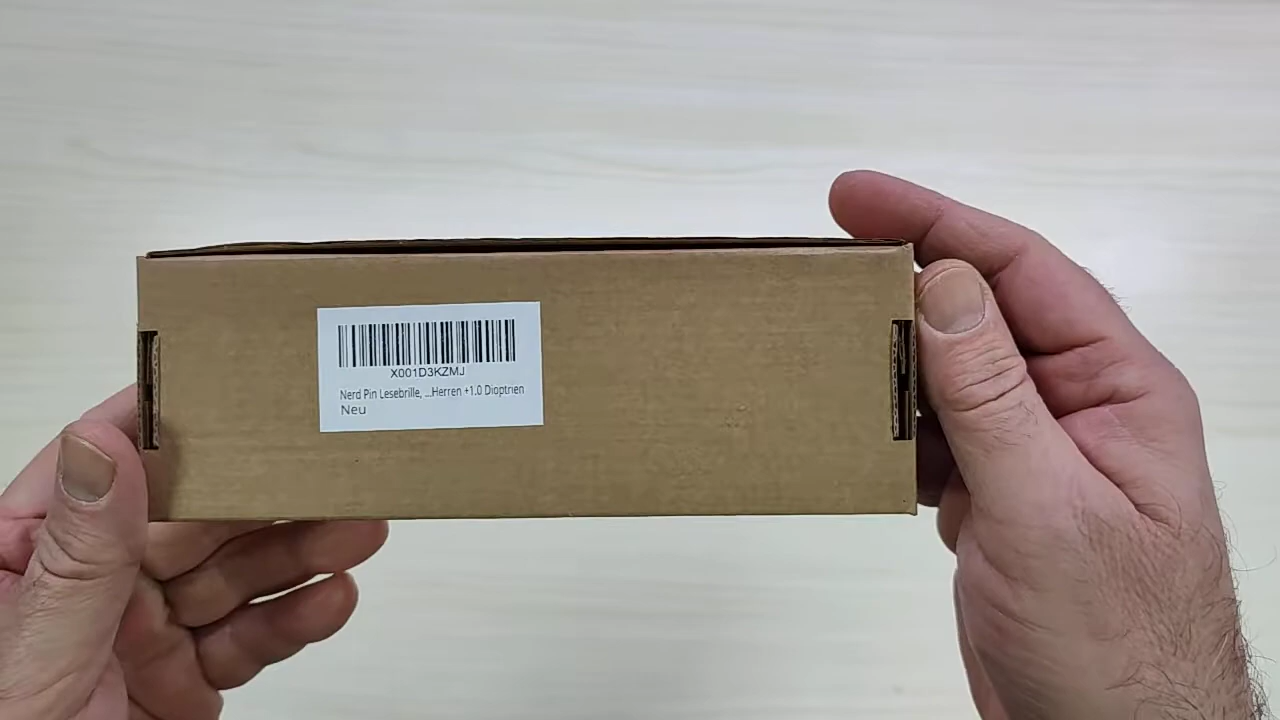 X001D3KZMJ
Nerd Pin Lesebrille, ...Herren +1.0 Dioptrien
Neu